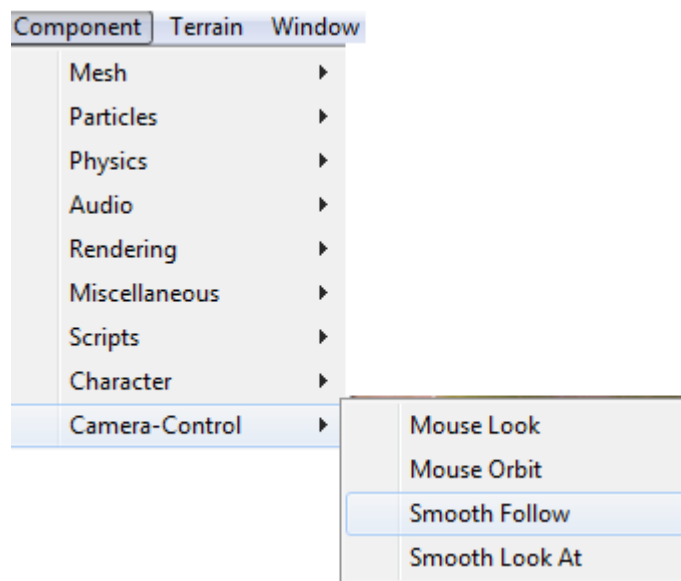 Component Terrain Window
Mesh
Particles
Physics
Audio
Rendering
Miscellaneous
Scripts
Character
Camera-Control
Mouse Look
Mouse Orbit
Smooth Follow
Smooth Look At